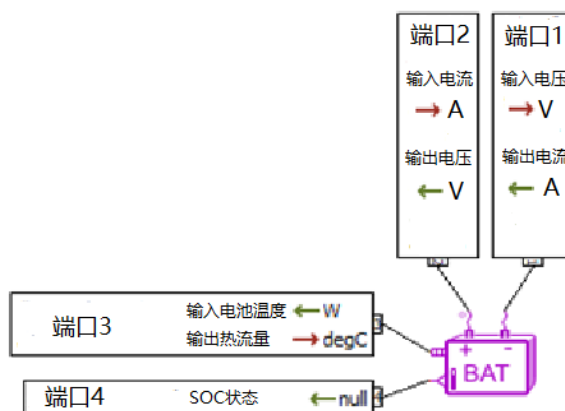 端口2
输入电流
A
输出电压
V
端口1
输入电压
V
输出电流
A
端口3
输入电池温度 W
输出热流量 degC
端口4 SOC状态 null
+ -
BAT